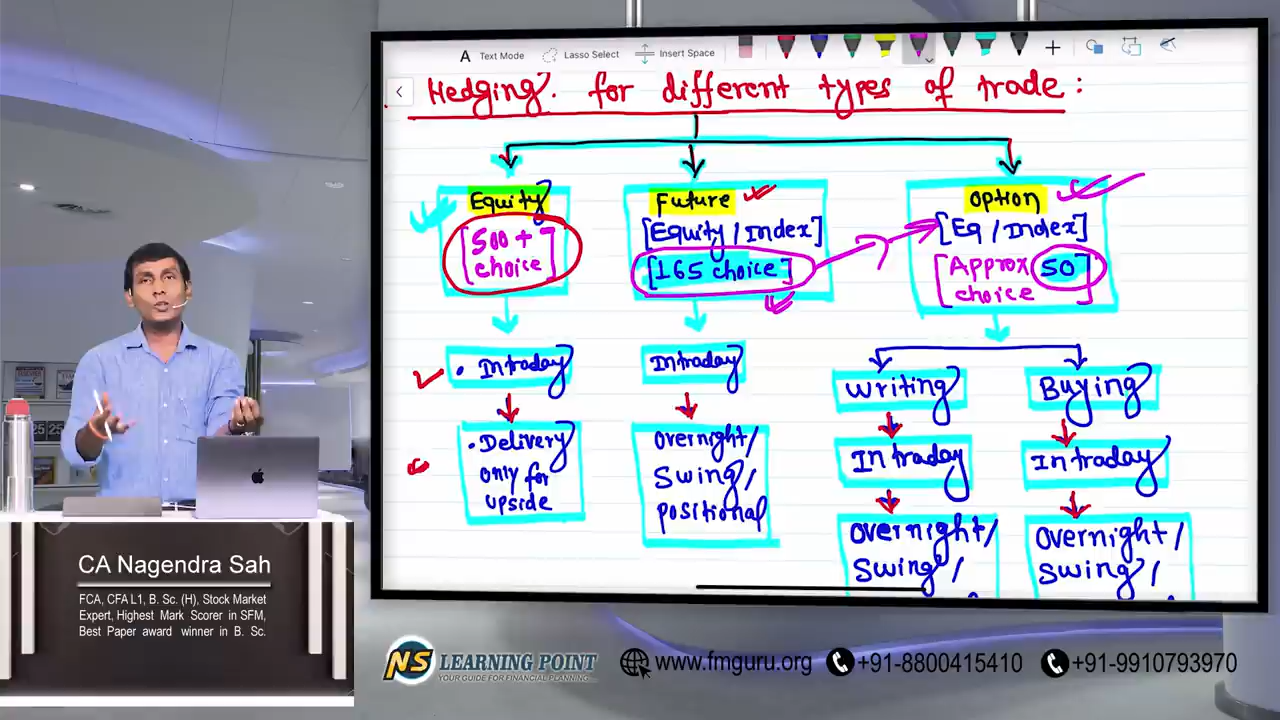 Text Mode
Lasso Select
Insert Space
Hedging: for different types of trade:
Equity
[500+
choice]
Future
[Equity/Index]
[165 choice]
Option
[Eq/Index]
[Approx 50
choice]
• Intraday
Intraday
Writing
Buying
• Delivery
only for
upside
overnight/
Swing/
positional
Intraday
Intraday
Overnight/
Swing/
Overnight/
Swing/
CA Nagendra Sah
FCA, CFA L1, B. Sc. (H), Stock Market
Expert, Highest Mark Scorer in SFM,
Best Paper award winner in B. Sc.
NS LEARNING POINT
YOUR GUIDE FOR FINANCIAL PLANNING....
www.fmguru.org
+91-8800415410
+91-9910793970